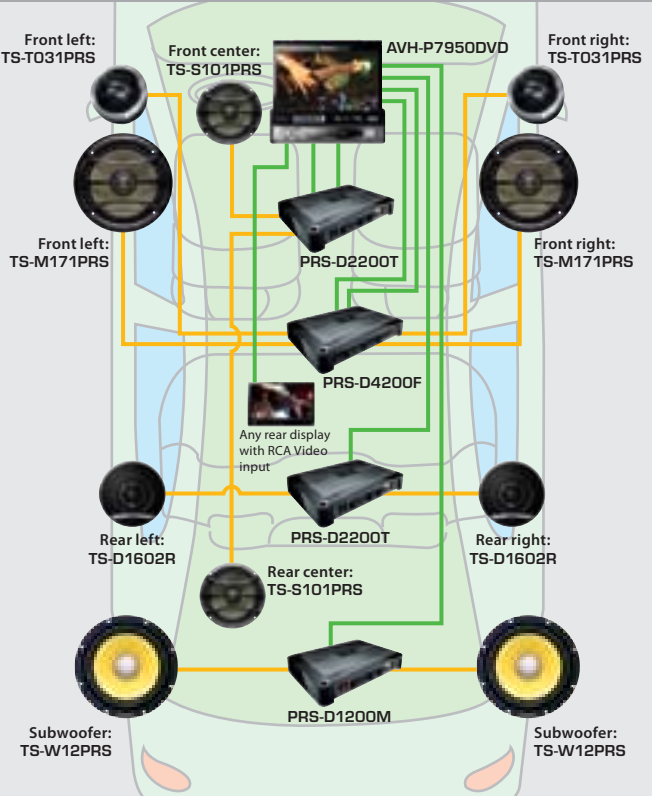 Front left:
TS-T031PRS
Front center:
TS-S101PRS
AVH-P7950DVD
Front right:
TS-T031PRS
Front left:
TS-M171PRS
PRS-D2200T
Front right:
TS-M171PRS
PRS-D4200F
Any rear display
with RCA Video
input
PRS-D2200T
Rear left:
TS-D1602R
Rear right:
TS-D1602R
Rear center:
TS-S101PRS
PRS-D1200M
Subwoofer:
TS-W12PRS
Subwoofer:
TS-W12PRS